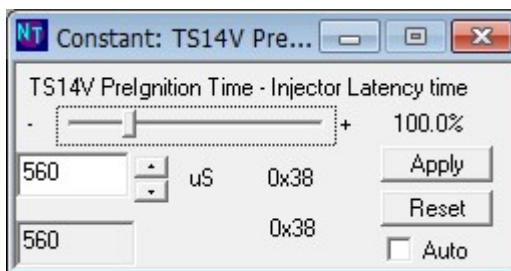 NT Constant: TS14V Pre...
TS14V PreIgnition Time - Injector Latency time
- + 100.0%
560 uS 0x38 Apply
560 0x38 Reset
Auto